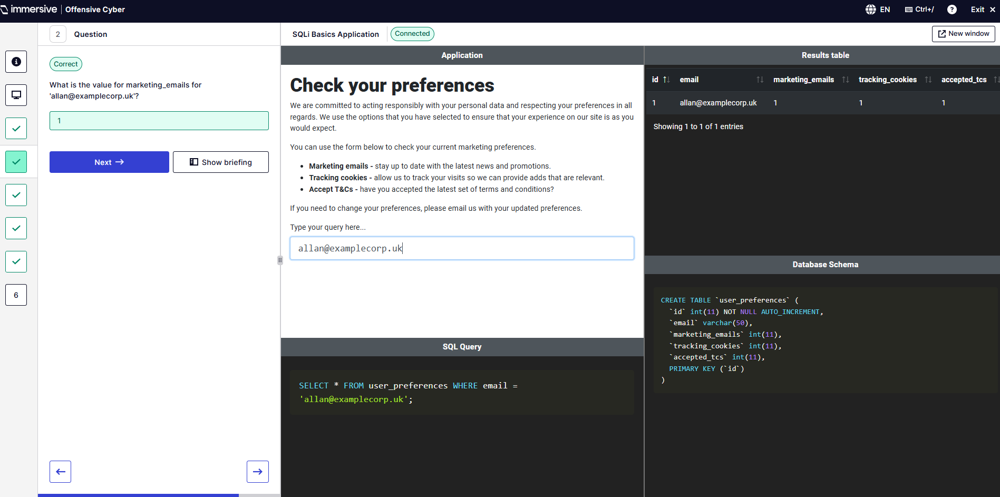 immersive | Offensive Cyber
EN
Ctrl+/
?
Exit ×
2
Question
SQLi Basics Application
Connected
New window
Correct
What is the value for marketing_emails for
'allan@examplecorp.uk'?
1
Next →
Show briefing
6
Application
Check your preferences
We are committed to acting responsibly with your personal data and respecting your preferences in all
regards. We use the options that you have selected to ensure that your experience on our site is as you
would expect.
You can use the form below to check your current marketing preferences.
• Marketing emails - stay up to date with the latest news and promotions.
• Tracking cookies - allow us to track your visits so we can provide adds that are relevant.
• Accept T&Cs - have you accepted the latest set of terms and conditions?
If you need to change your preferences, please email us with your updated preferences.
Type your query here...
allan@examplecorp.uk
SQL Query
SELECT * FROM user_preferences WHERE email =
'allan@examplecorp.uk';
Results table
id email marketing_emails tracking_cookies accepted_tcs
1 allan@examplecorp.uk 1 1 1
Showing 1 to 1 of 1 entries
Database Schema
CREATE TABLE `user_preferences` (
`id` int(11) NOT NULL AUTO_INCREMENT,
`email` varchar(50),
`marketing_emails` int(11),
`tracking_cookies` int(11),
`accepted_tcs` int(11),
PRIMARY KEY (`id`)
)